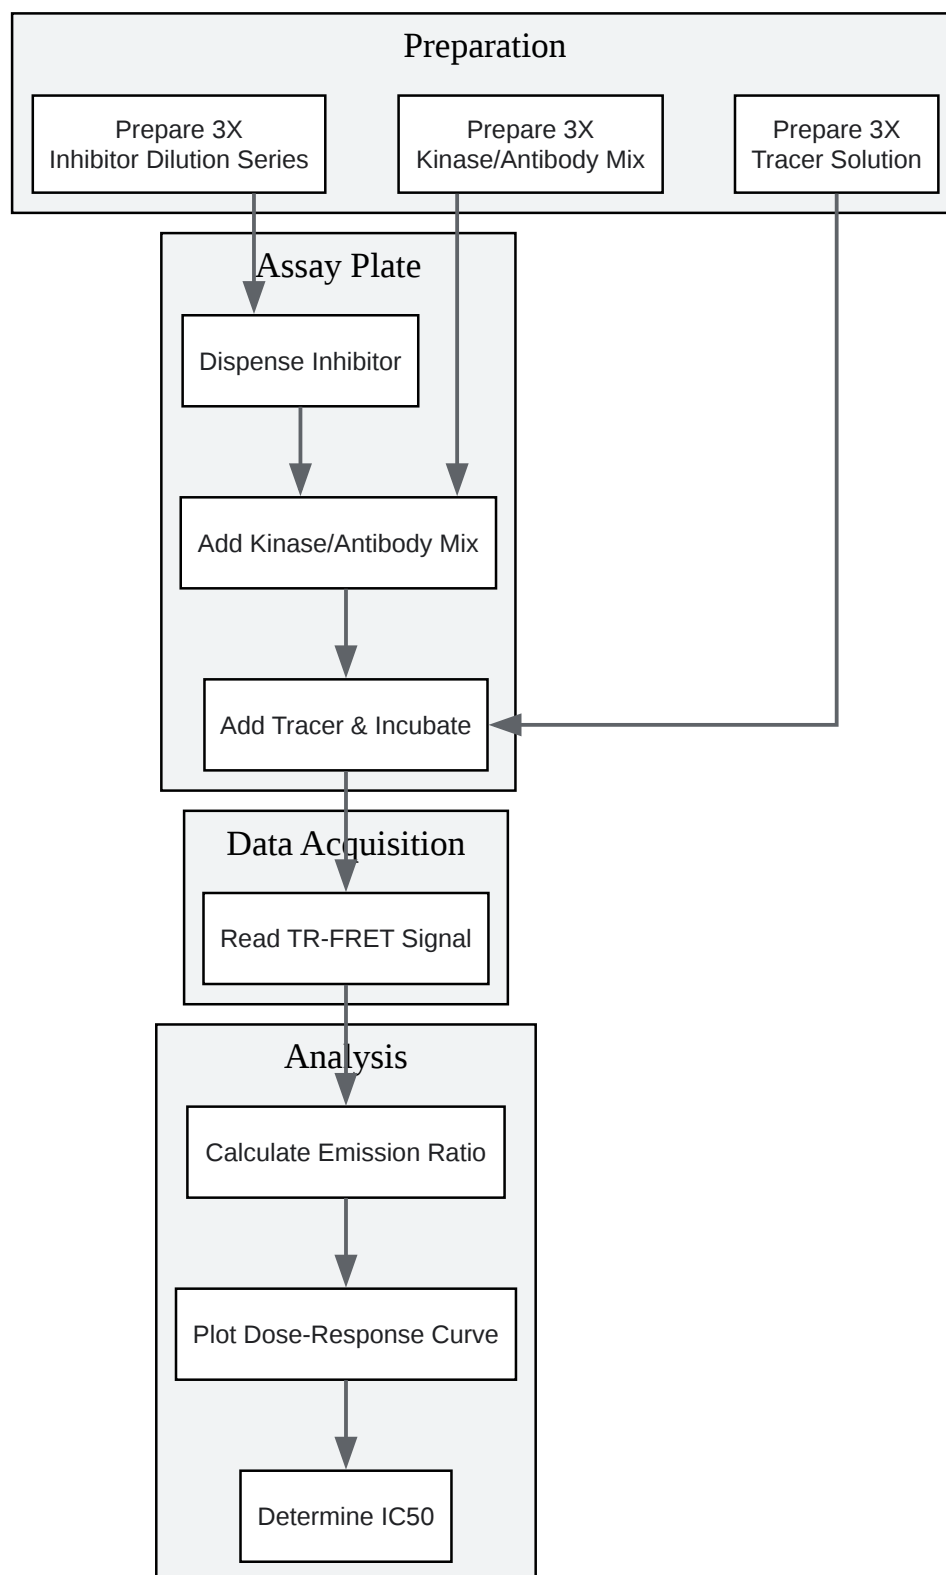 Preparation
Prepare 3X
Inhibitor Dilution Series
Prepare 3X
Kinase/Antibody Mix
Prepare 3X
Tracer Solution
Assay Plate
Dispense Inhibitor
Add Kinase/Antibody Mix
Add Tracer & Incubate
Data Acquisition
Read TR-FRET Signal
Analysis
Calculate Emission Ratio
Plot Dose-Response Curve
Determine IC50